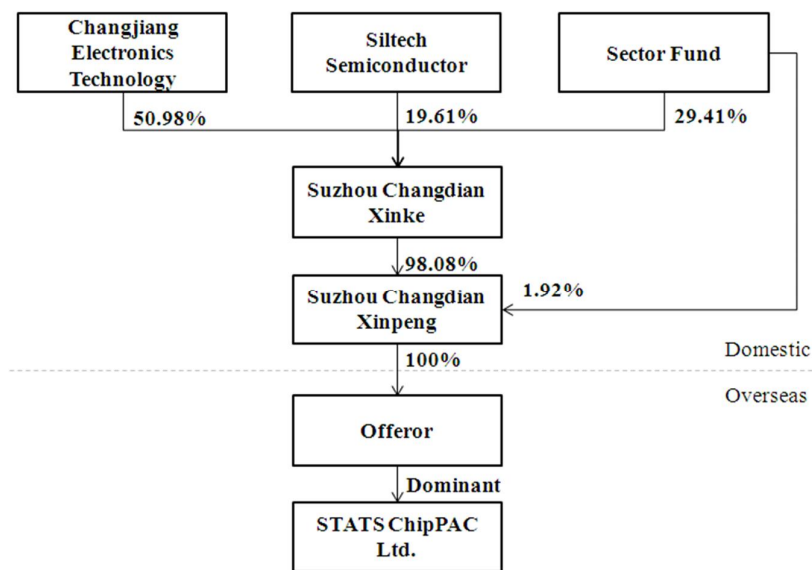 Changjiang
Electronics
Technology
Siltech
Semiconductor
Sector Fund
50.98%
19.61%
29.41%
Suzhou Changdian
Xinke
98.08%
Suzhou Changdian
Xinpeng
1.92%
100%
Domestic
Overseas
Offeror
Dominant
STATS ChipPAC
Ltd.